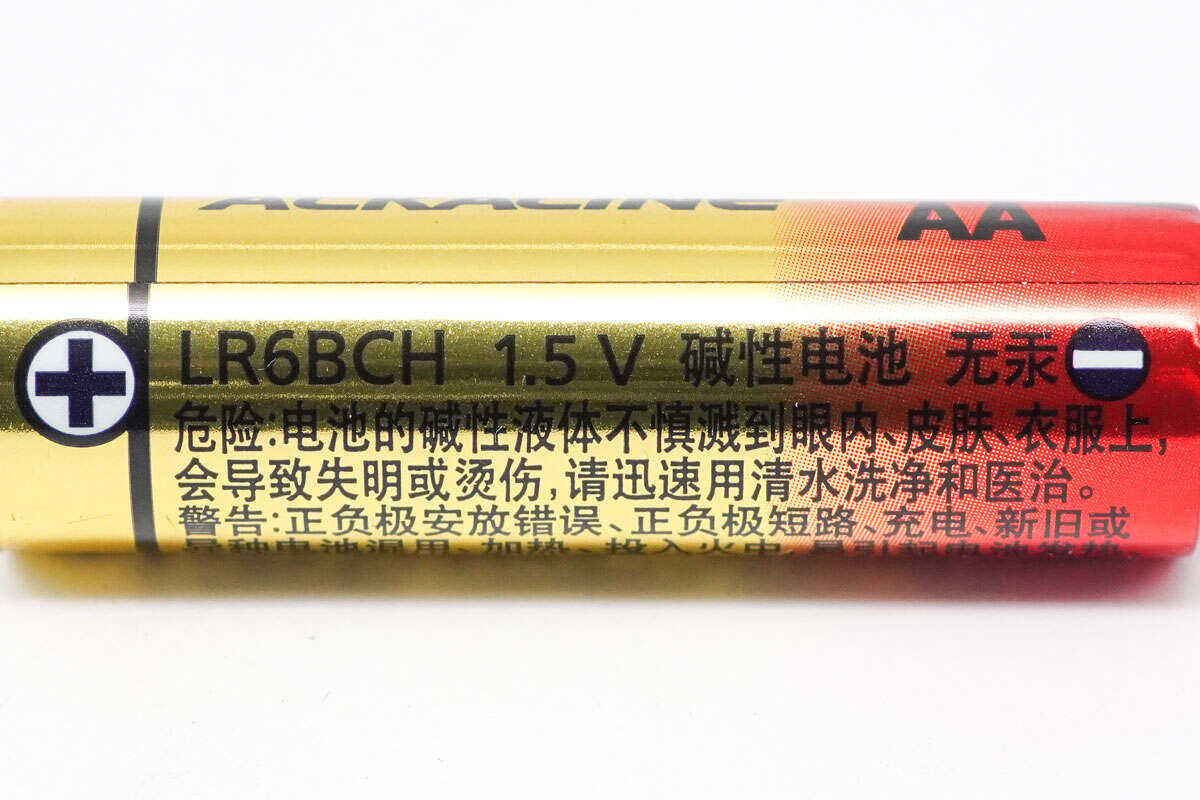 AA
LR6BCH 1.5 V 碱性电池 无汞
危险:电池的碱性液体不慎溅到眼内、皮肤、衣服上,
会导致失明或烫伤,请迅速用清水洗净和医治。
警告:正负极安放错误、正负极短路、充电、新旧或